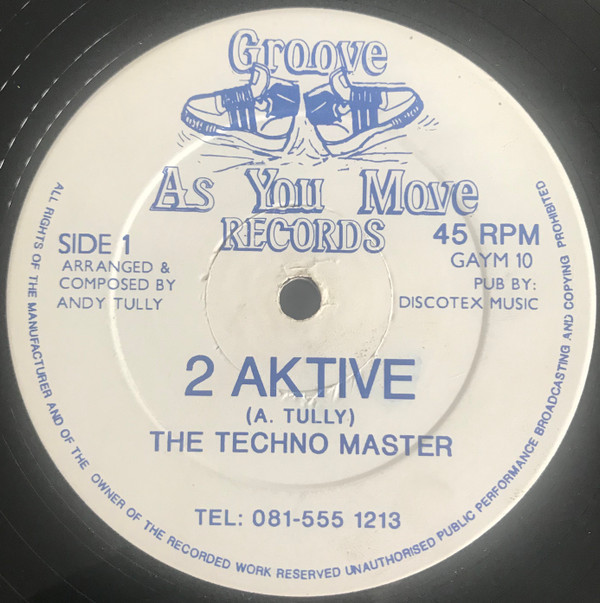 Groove
As You Move
RECORDS
SIDE 1
ARRANGED &
COMPOSED BY
ANDY TULLY
45 RPM
GAYM 10
PUB BY:
DISCOTEX MUSIC
2 AKTIVE
(A. TULLY)
THE TECHNO MASTER
TEL: 081-555 1213
ALL RIGHTS OF THE MANUFACTURER AND OF THE OWNER OF THE RECORDED WORK RESERVED UNAUTHORISED PUBLIC PERFORMANCE BROADCASTING AND COPYING PROHIBITED